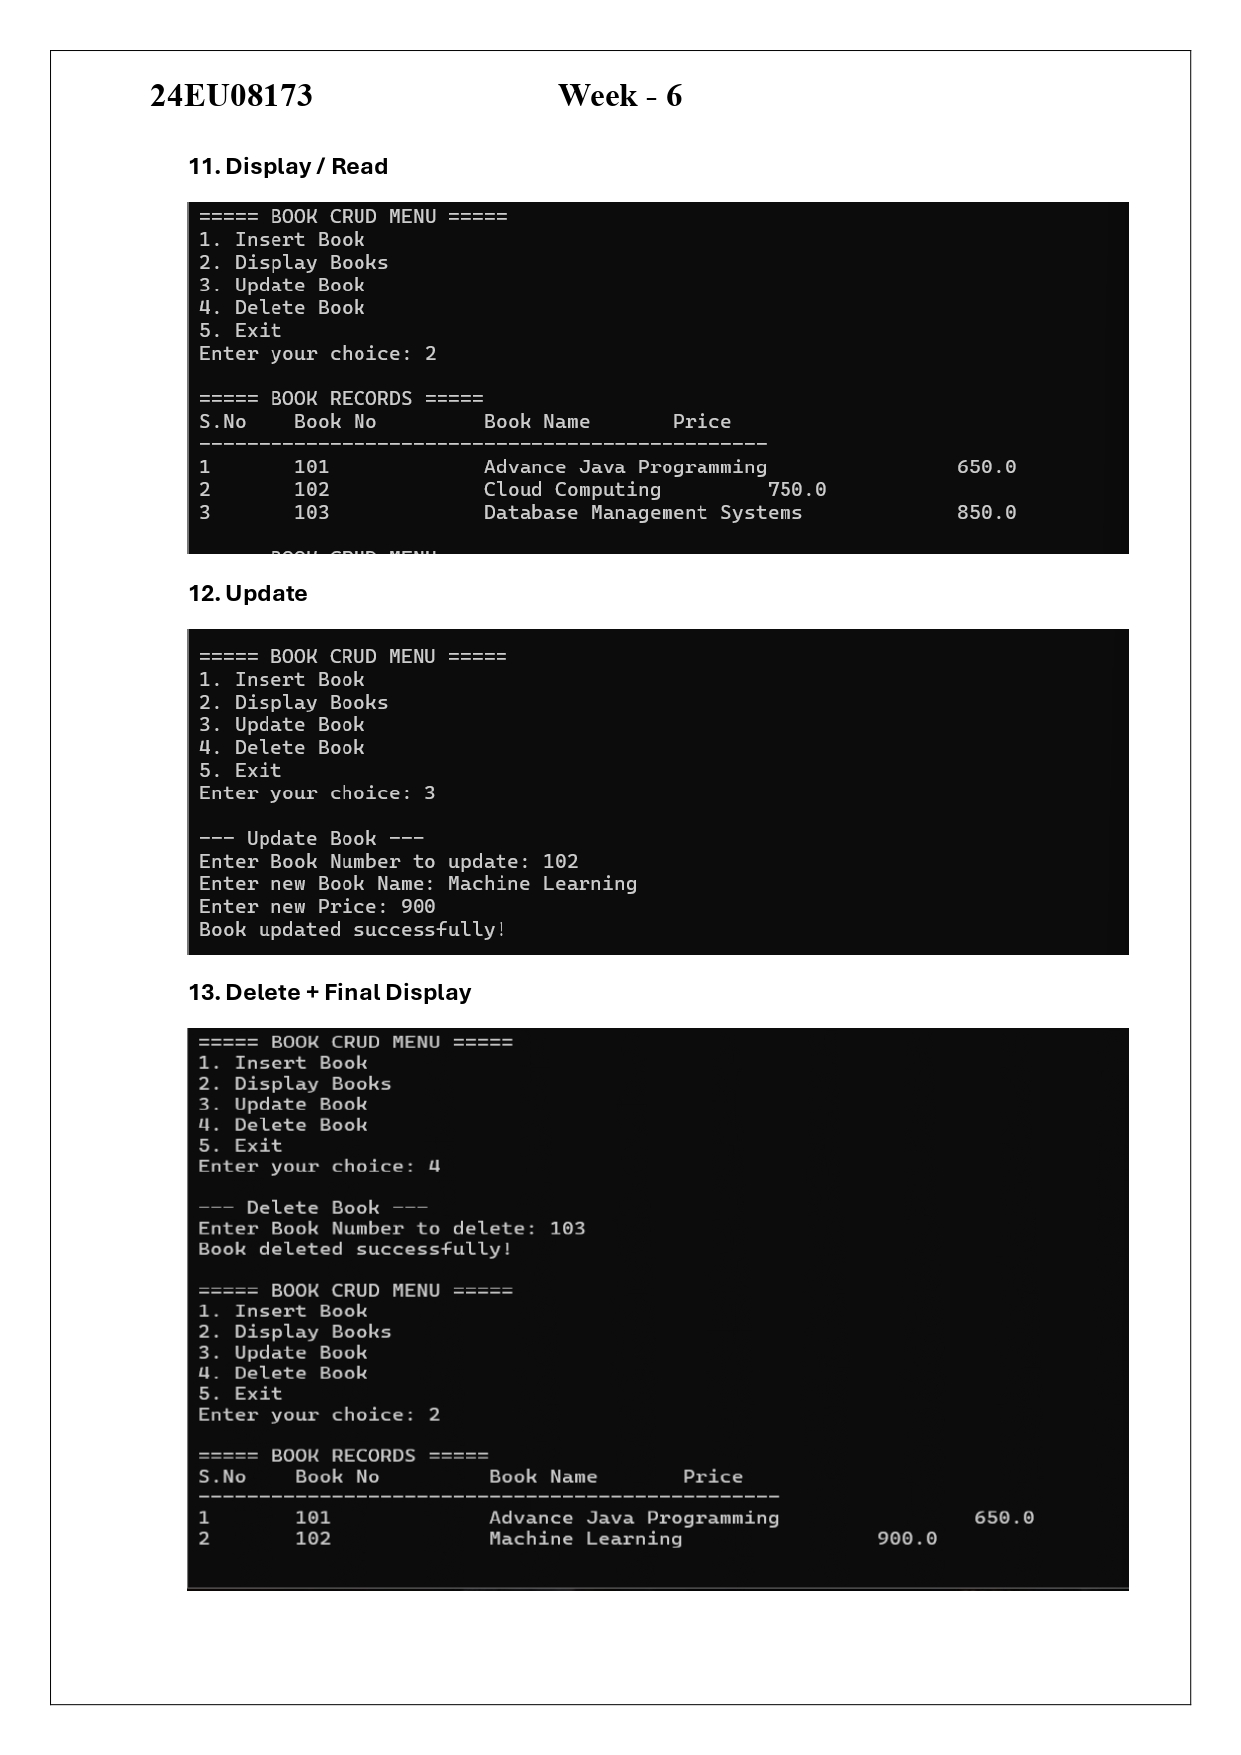 24EU08173 Week - 6
11. Display / Read
===== BOOK CRUD MENU =====
1. Insert Book
2. Display Books
3. Update Book
4. Delete Book
5. Exit
Enter your choice: 2
===== BOOK RECORDS =====
S.No    Book No         Book Name       Price
------------------------------------------------
1       101             Advance Java Programming                650.0
2       102             Cloud Computing         750.0
3       103             Database Management Systems             850.0
BOOK CRUD MENU
12. Update
===== BOOK CRUD MENU =====
1. Insert Book
2. Display Books
3. Update Book
4. Delete Book
5. Exit
Enter your choice: 3
--- Update Book ---
Enter Book Number to update: 102
Enter new Book Name: Machine Learning
Enter new Price: 900
Book updated successfully!
13. Delete + Final Display
===== BOOK CRUD MENU =====
1. Insert Book
2. Display Books
3. Update Book
4. Delete Book
5. Exit
Enter your choice: 4
--- Delete Book ---
Enter Book Number to delete: 103
Book deleted successfully!
===== BOOK CRUD MENU =====
1. Insert Book
2. Display Books
3. Update Book
4. Delete Book
5. Exit
Enter your choice: 2
===== BOOK RECORDS =====
S.No    Book No         Book Name       Price
------------------------------------------------
1       101             Advance Java Programming                650.0
2       102             Machine Learning                900.0